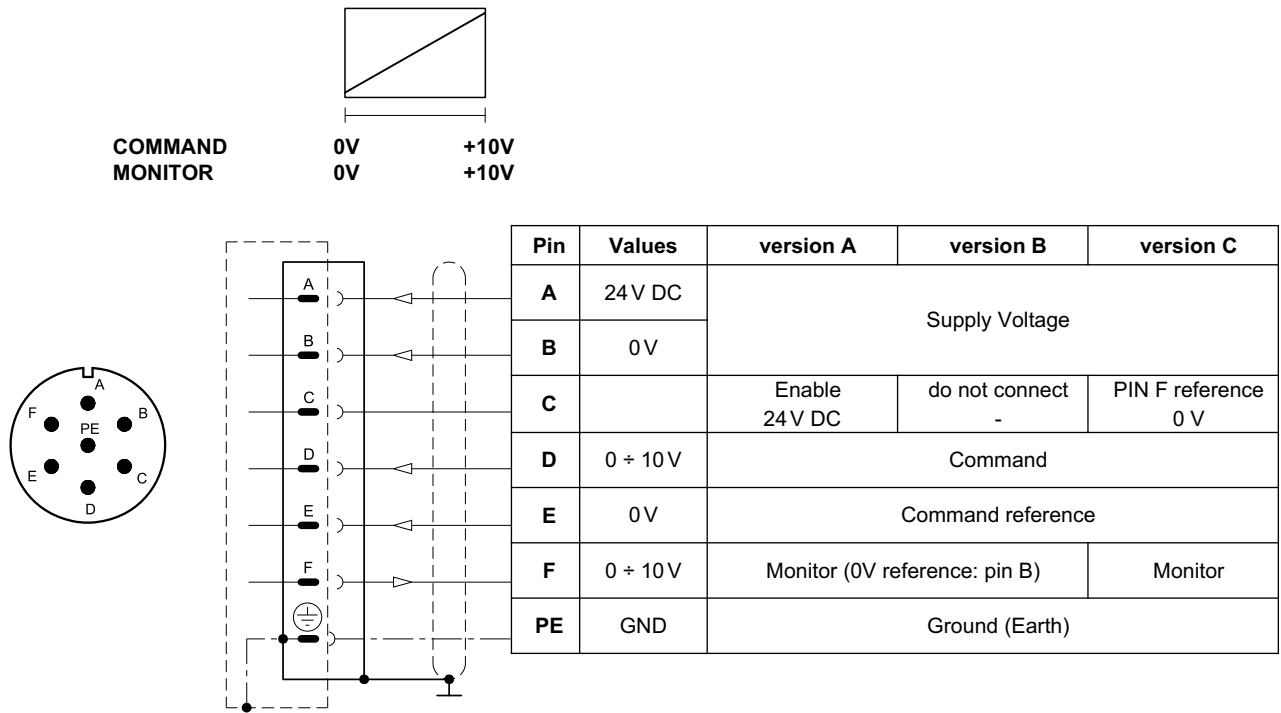 COMMAND 0V +10V
MONITOR 0V +10V
Pin Values version A version B version C
A 24 V DC Supply Voltage
B 0 V
C Enable 24 V DC do not connect - PIN F reference 0 V
D 0 ÷ 10 V Command
E 0 V Command reference
F 0 ÷ 10 V Monitor (0V reference: pin B) Monitor
PE GND Ground (Earth)
A
B
C
D
E
F
A
F B
PE
E C
D